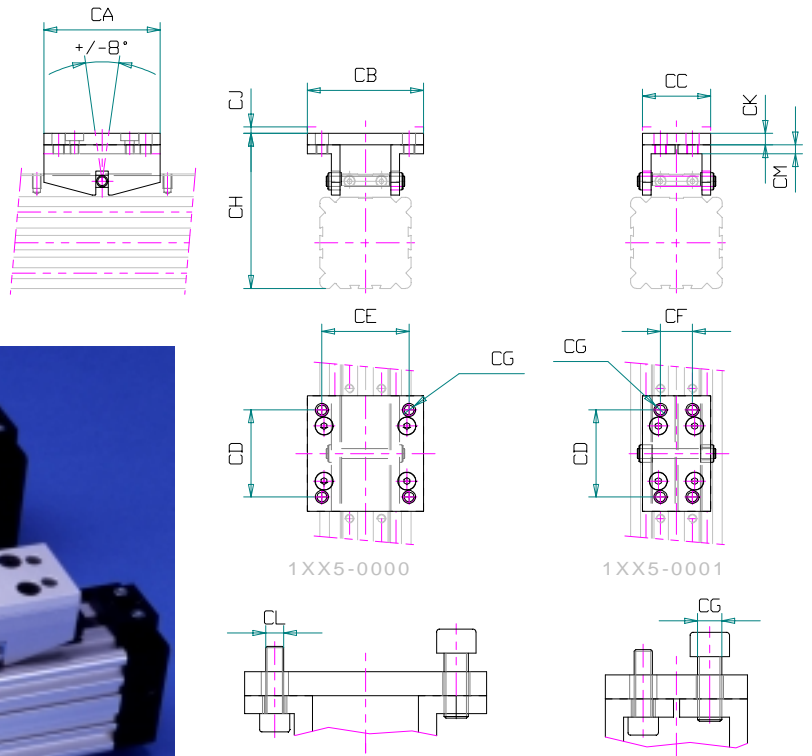 CA
+/-8°
CJ
CB
CC
CK
CM
CH
CE
CG
CD
CG
CF
CD
1XX5-0000
1XX5-0001
CL
CG